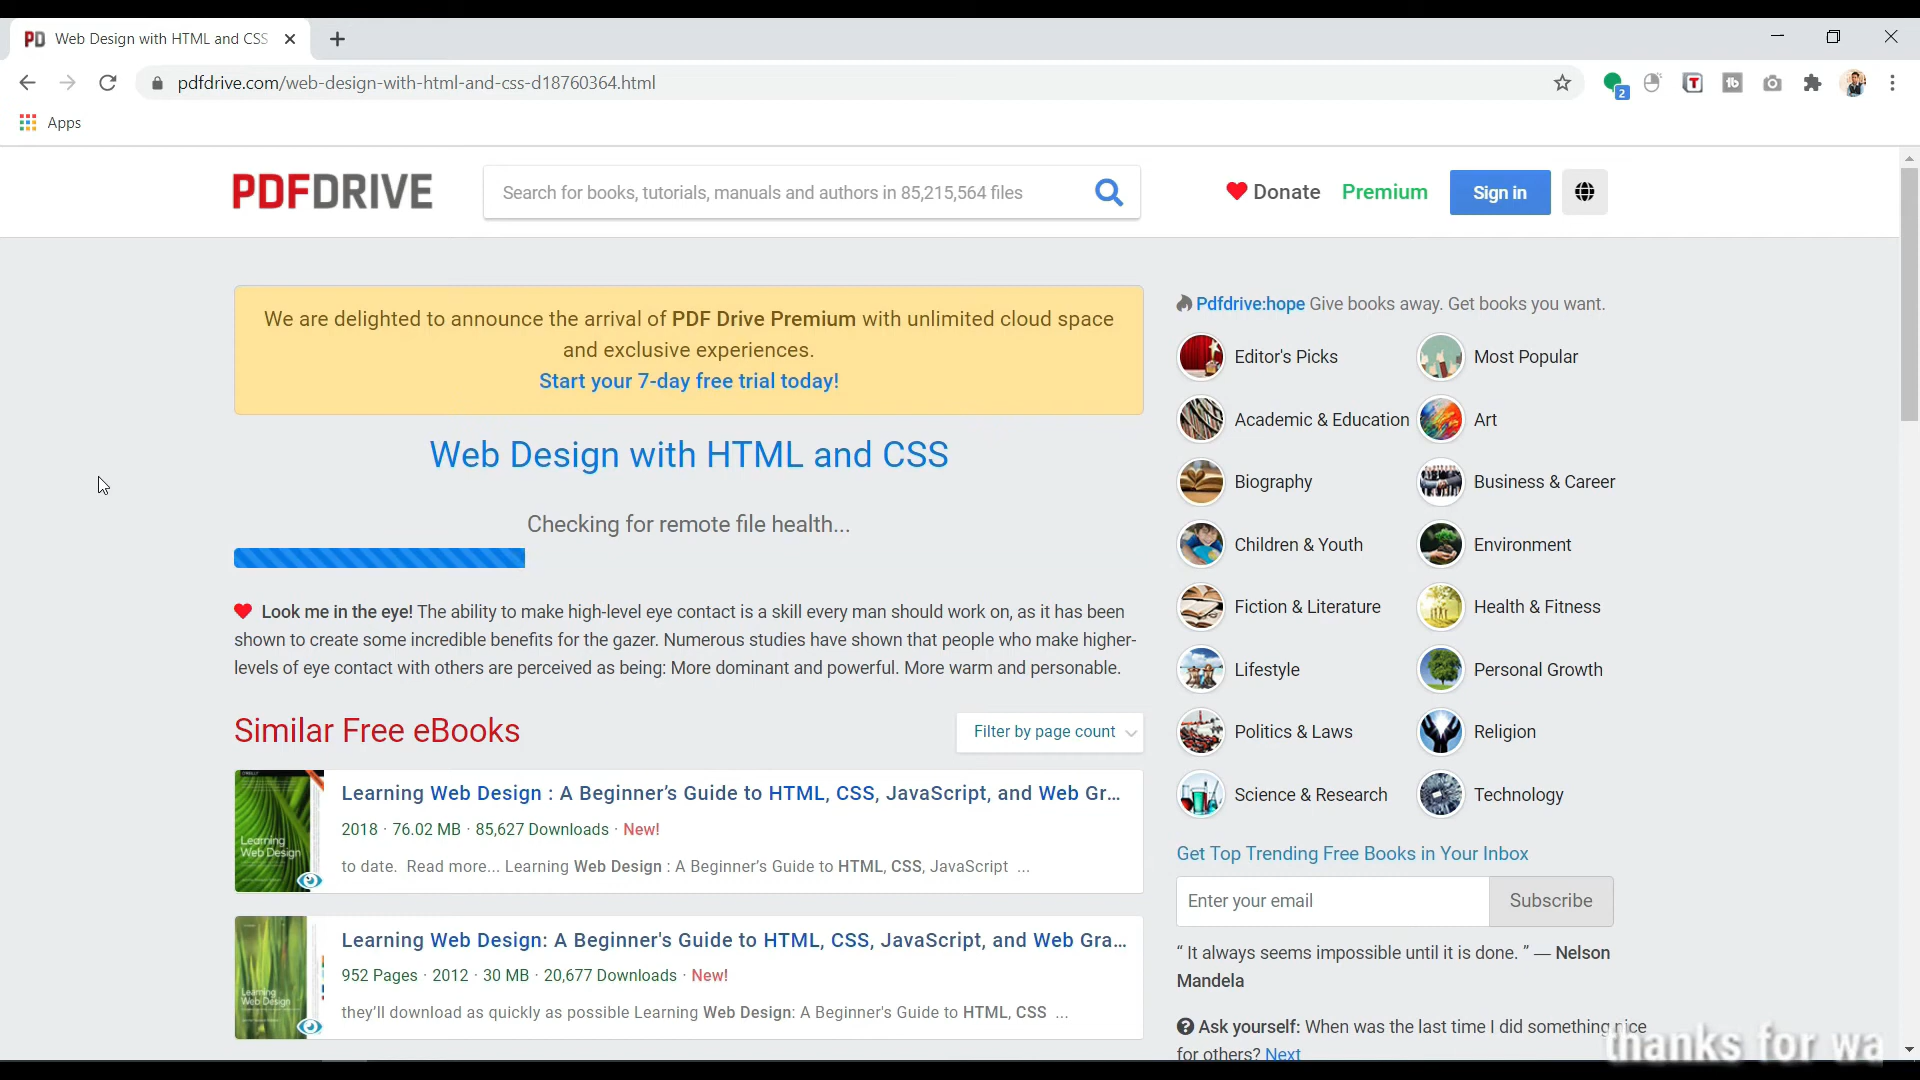 PD Web Design with HTML and CSS
pdfdrive.com/web-design-with-html-and-css-d18760364.html
2
T
tb
Apps
PDFDRIVE
Search for books, tutorials, manuals and authors in 85,215,564 files
Donate
Premium
Sign in
We are delighted to announce the arrival of PDF Drive Premium with unlimited cloud space
and exclusive experiences.
Start your 7-day free trial today!
Web Design with HTML and CSS
Checking for remote file health...
Look me in the eye! The ability to make high-level eye contact is a skill every man should work on, as it has been
shown to create some incredible benefits for the gazer. Numerous studies have shown that people who make higher-
levels of eye contact with others are perceived as being: More dominant and powerful. More warm and personable.
Similar Free eBooks
Filter by page count
Learning
Web Design
Learning Web Design : A Beginner’s Guide to HTML, CSS, JavaScript, and Web Gr...
2018 · 76.02 MB · 85,627 Downloads · New!
to date. Read more... Learning Web Design : A Beginner’s Guide to HTML, CSS, JavaScript ...
Learning
Web Design
Learning Web Design: A Beginner's Guide to HTML, CSS, JavaScript, and Web Gra...
952 Pages · 2012 · 30 MB · 20,677 Downloads · New!
they’ll download as quickly as possible Learning Web Design: A Beginner's Guide to HTML, CSS ...
Pdfdrive:hope Give books away. Get books you want.
Editor's Picks
Most Popular
Academic & Education
Art
Biography
Business & Career
Children & Youth
Environment
Fiction & Literature
Health & Fitness
Lifestyle
Personal Growth
Politics & Laws
Religion
Science & Research
Technology
Get Top Trending Free Books in Your Inbox
Enter your email
Subscribe
“ It always seems impossible until it is done. ” — Nelson
Mandela
Ask yourself: When was the last time I did something nice
for others? Next
thanks for wa